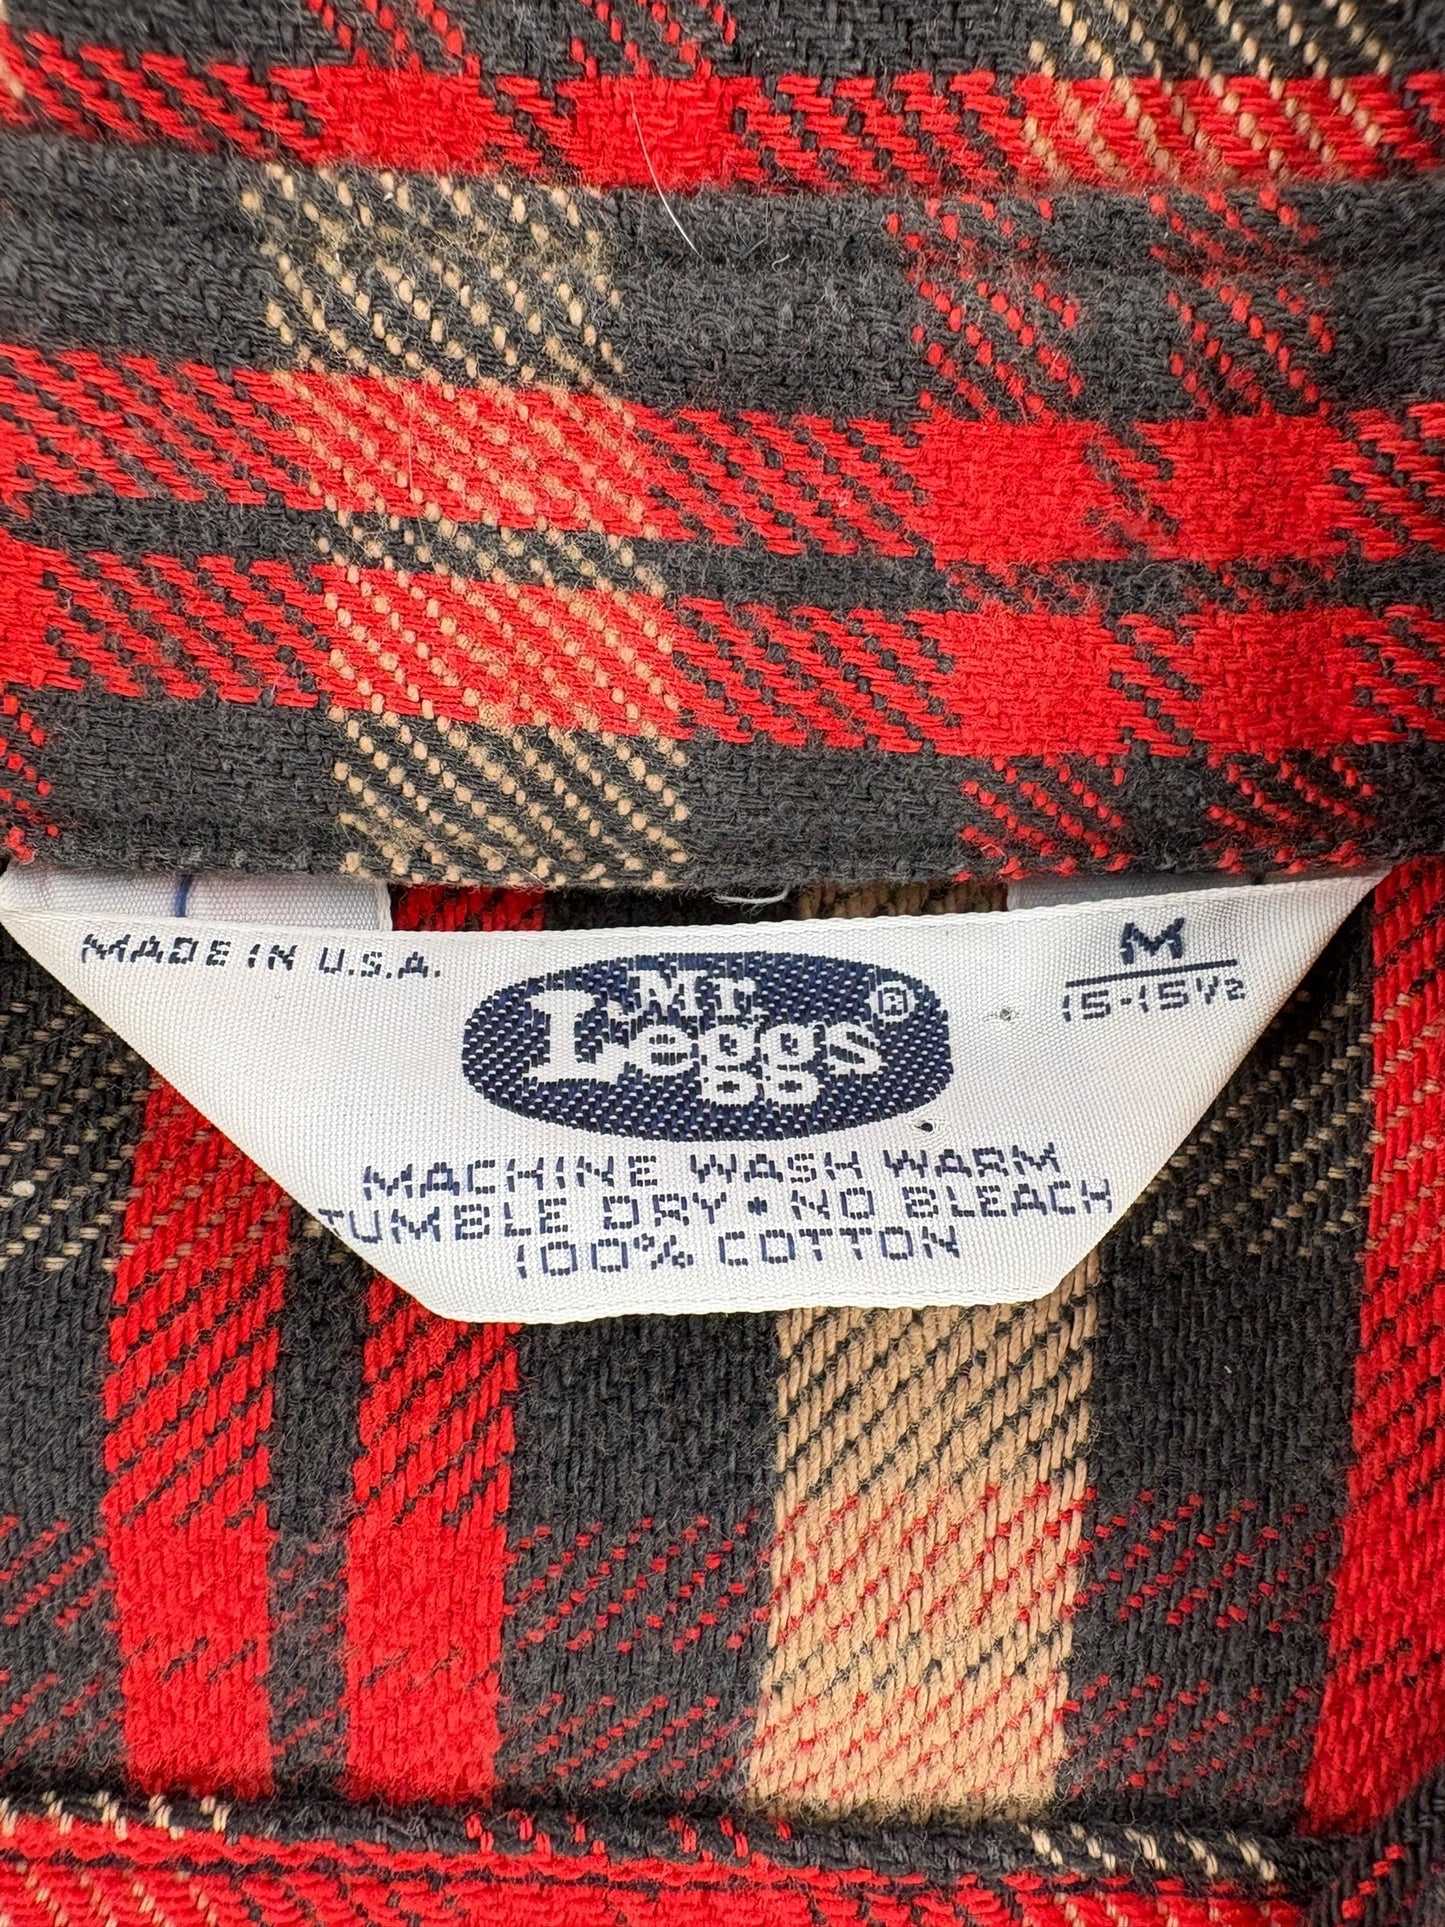 MADE IN U.S.A.
Mr.
Leggs®
M
15-15½
MACHINE WASH WARM
TUMBLE DRY • NO BLEACH
100% COTTON